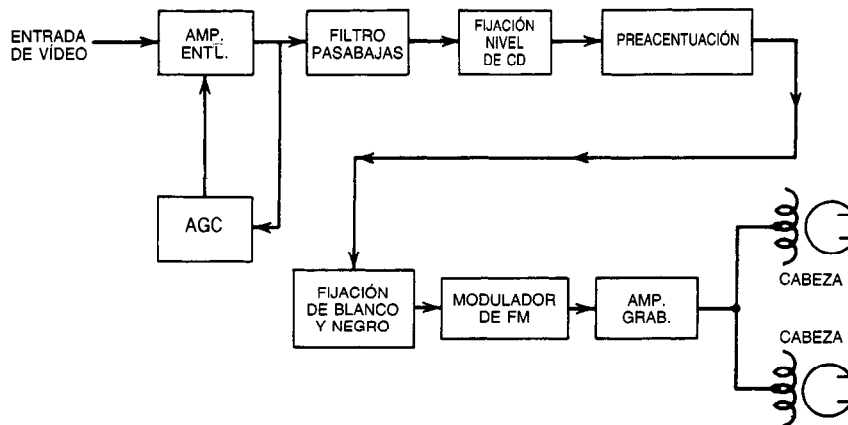 ENTRADA
DE VÍDEO
AMP.
ENTL.
FILTRO
PASABAJAS
FIJACIÓN
NIVEL
DE CD
PREACENTUACIÓN
AGC
FIJACIÓN
DE BLANCO
Y NEGRO
MODULADOR
DE FM
AMP.
GRAB.
CABEZA
CABEZA